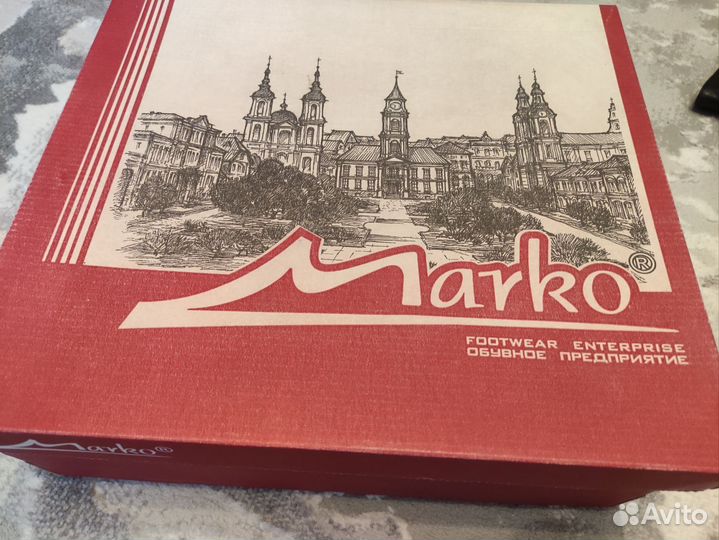 Marko®
FOOTWEAR ENTERPRISE
ОБУВНОЕ ПРЕДПРИЯТИЕ
Marko®
Avito